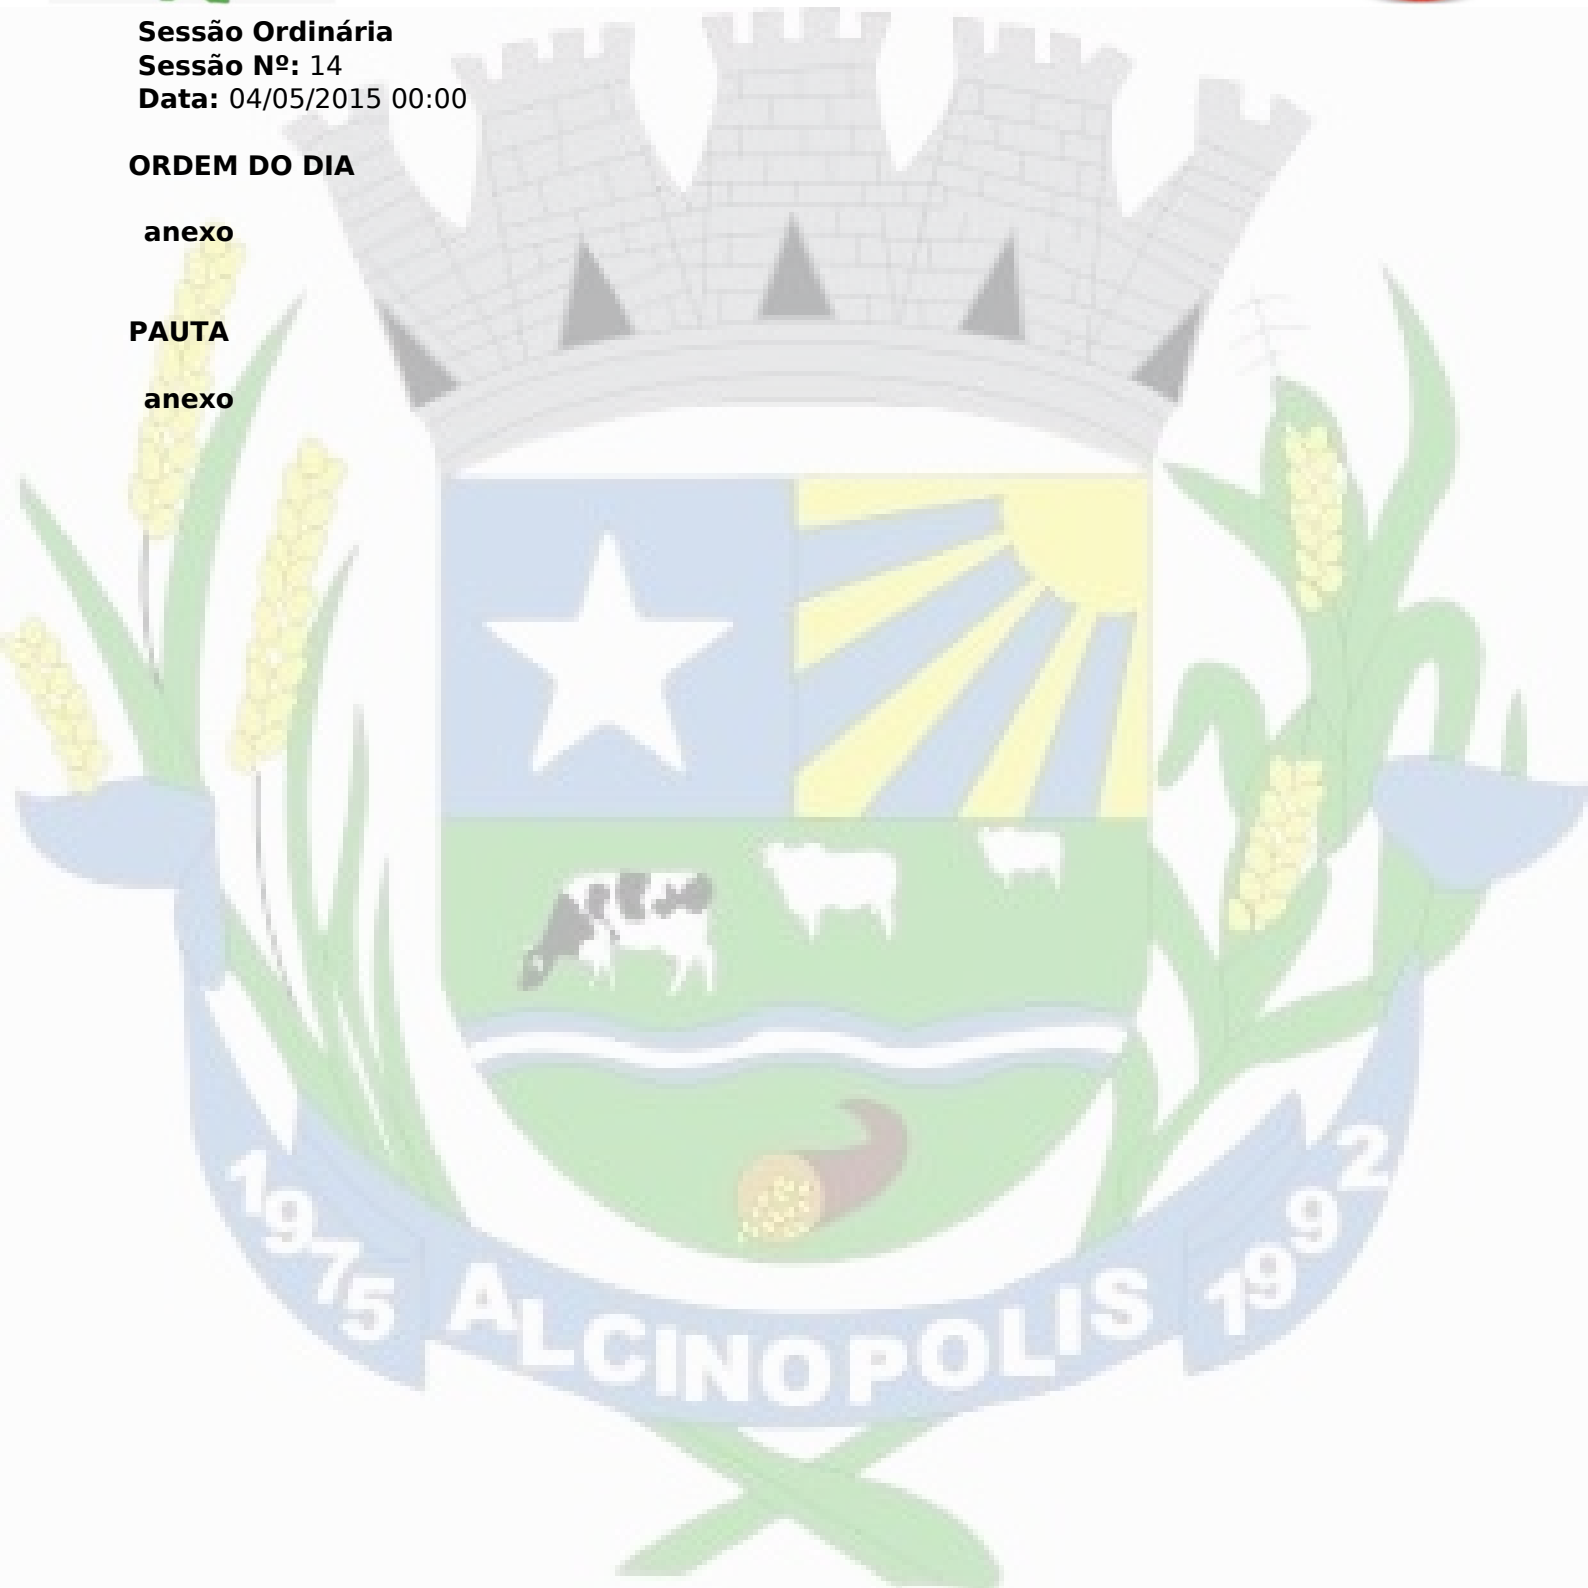 Sessão Ordinária
Sessão Nº: 14
Data: 04/05/2015 00:00
ORDEM DO DIA
anexo
PAUTA
anexo
1975 ALCINOPOLIS 1992